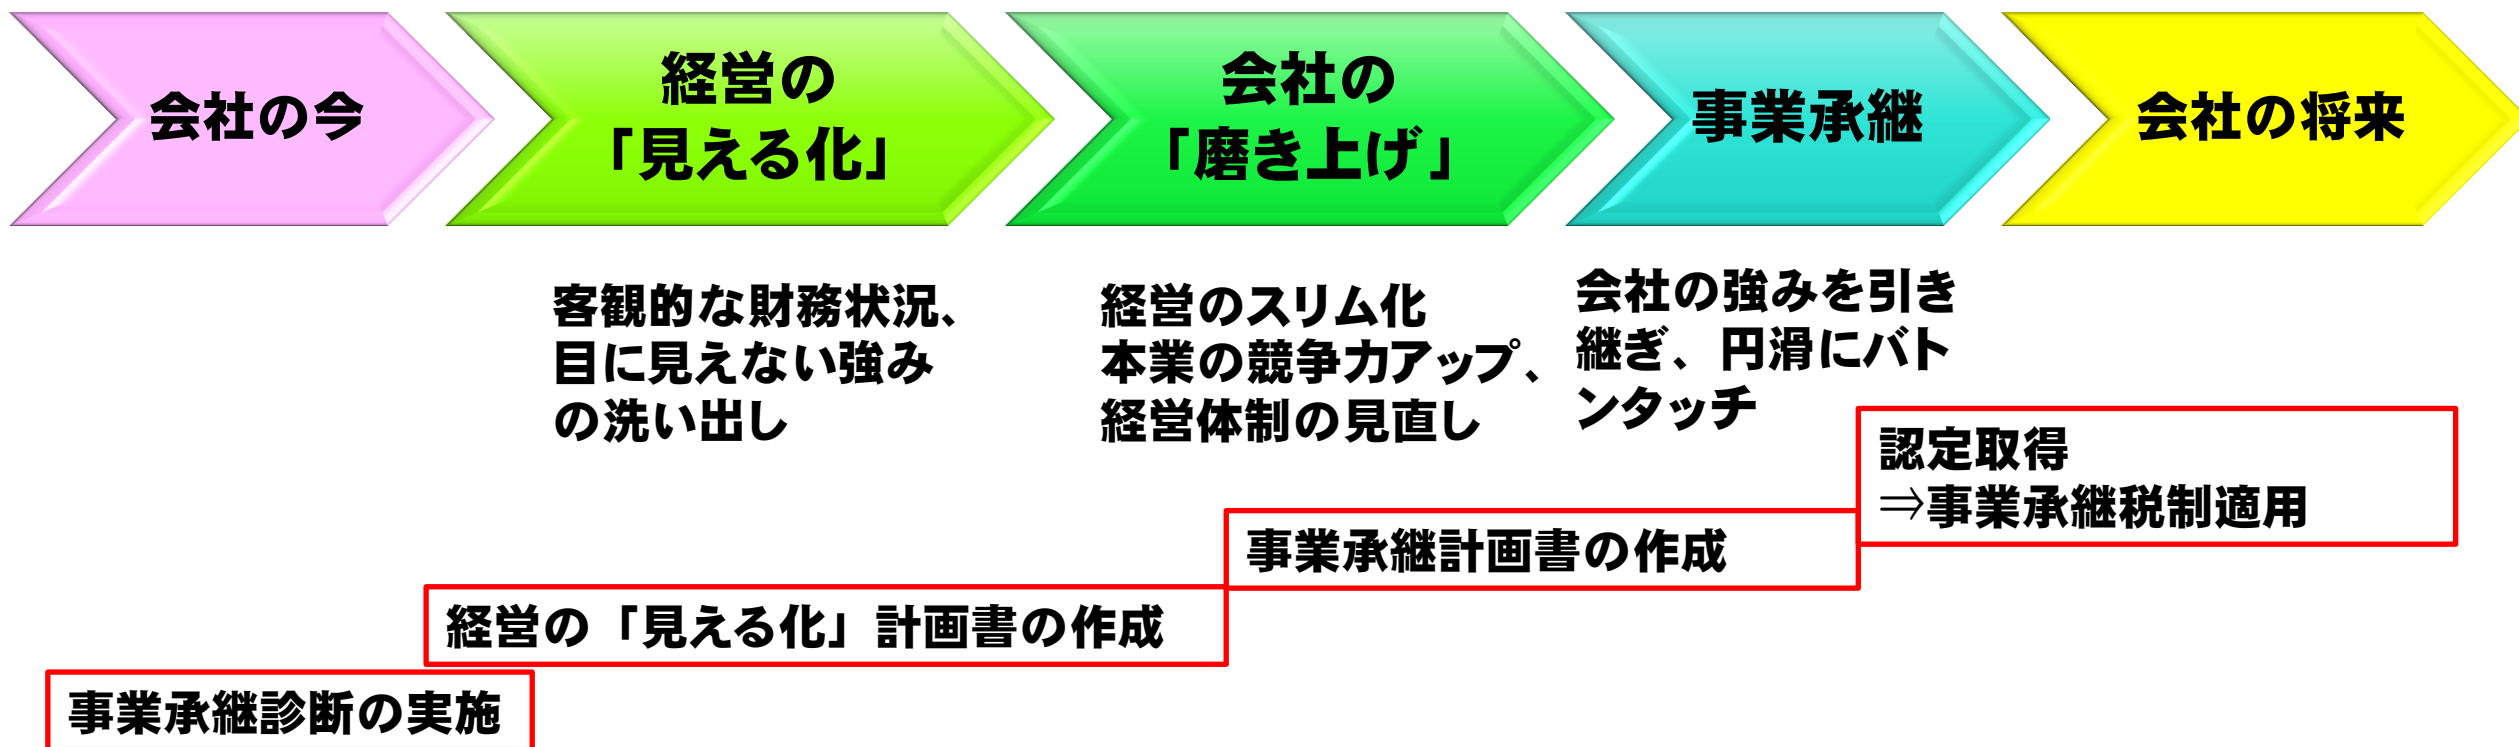 会社の今
経営の
「見える化」
会社の
「磨き上げ」
事業承継
会社の将来
客観的な財務状況、
目に見えない強み
の洗い出し
経営のスリム化
本業の競争力アップ、
経営体制の見直し
会社の強みを引き
継ぎ、円滑にバト
ンタッチ
認定取得
⇒事業承継税制適用
事業承継計画書の作成
経営の「見える化」計画書の作成
事業承継診断の実施